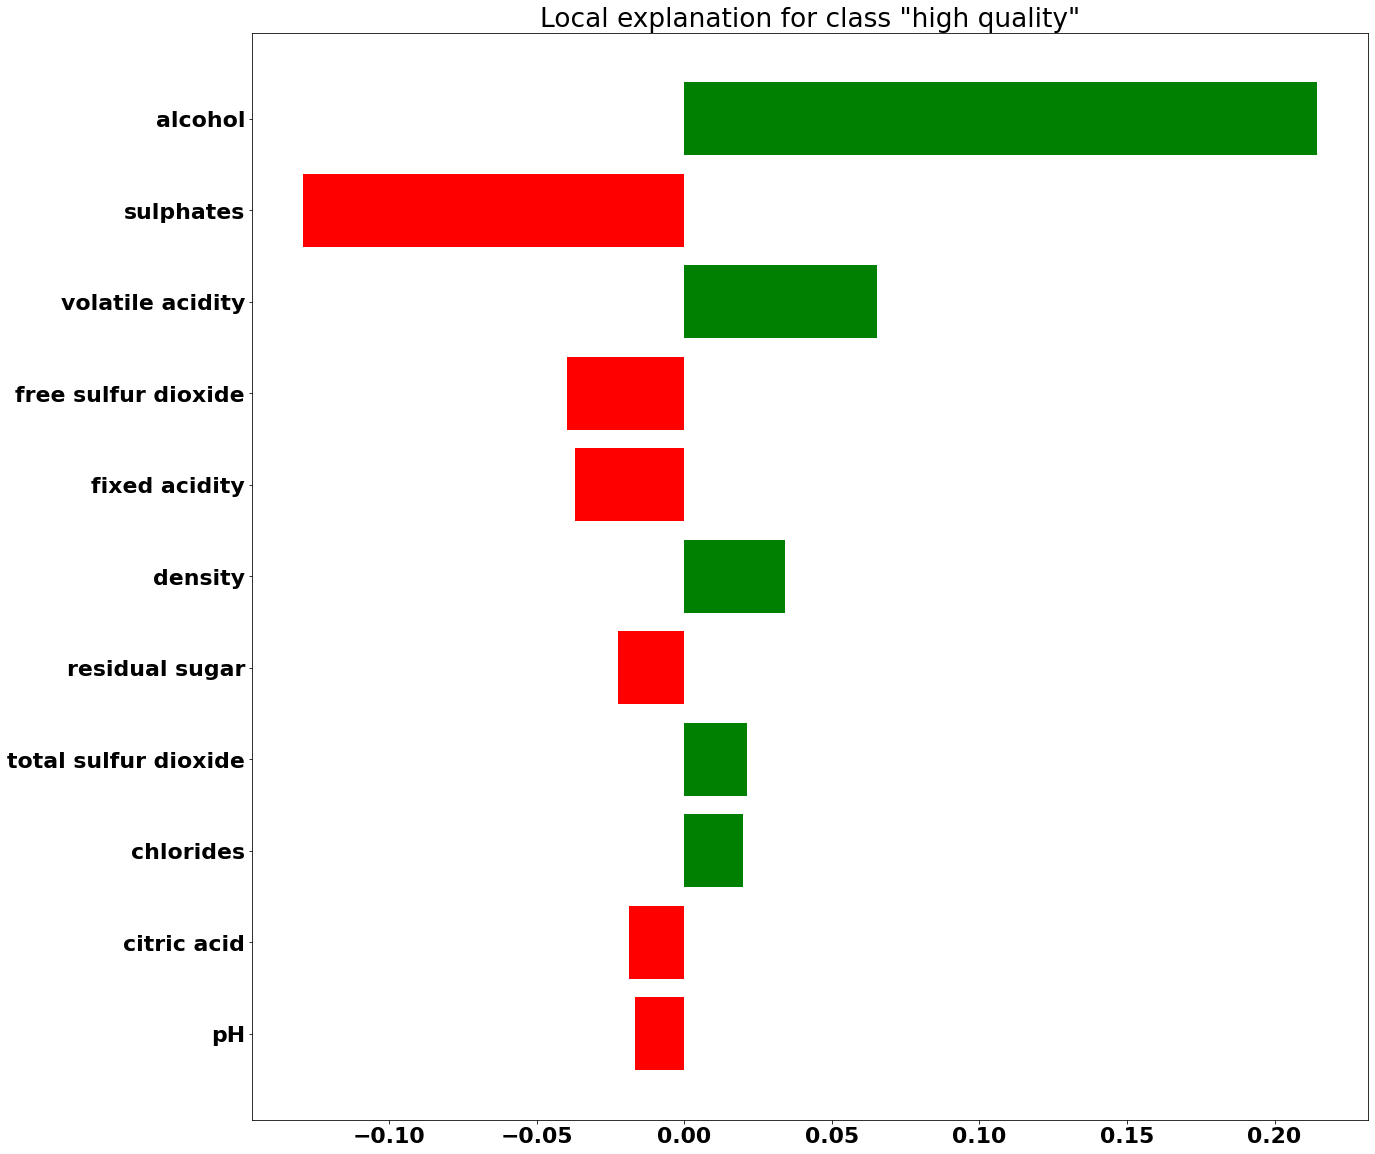 Local explanation for class "high quality"
alcohol
sulphates
volatile acidity
free sulfur dioxide
fixed acidity
density
residual sugar
total sulfur dioxide
chlorides
citric acid
pH
−0.10 −0.05 0.00 0.05 0.10 0.15 0.20